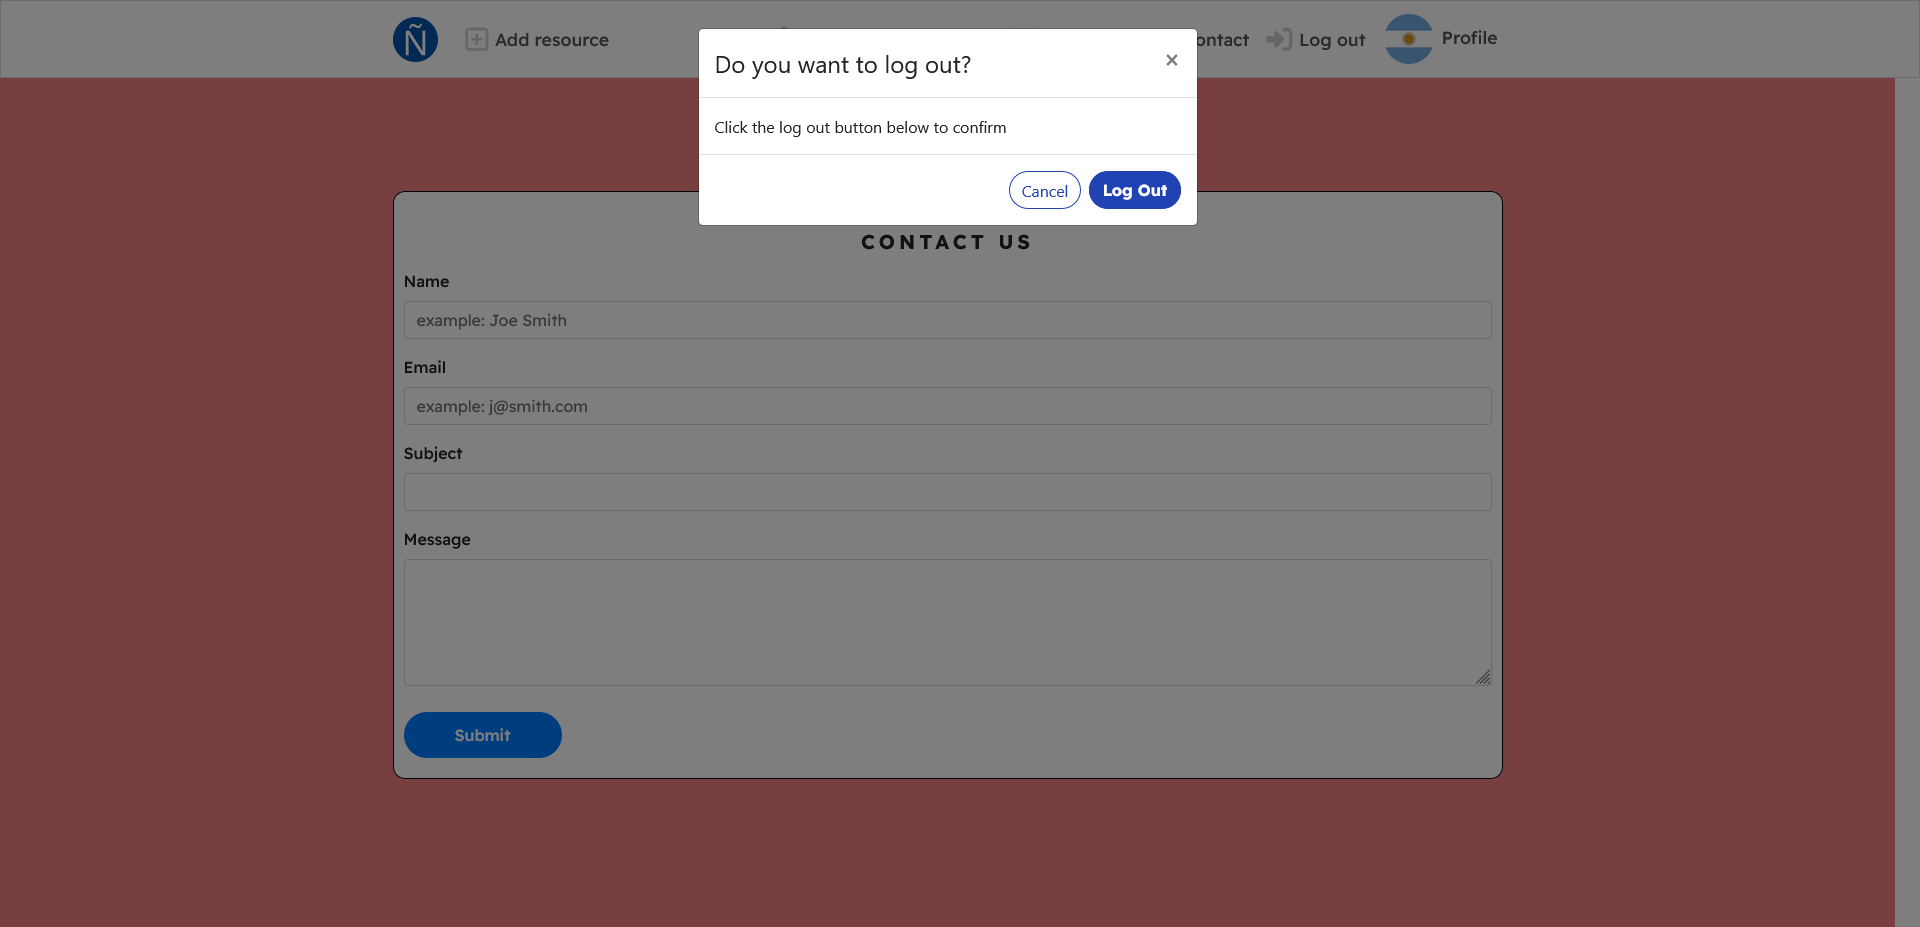 Ñ Add resource
ontact Log out Profile
Do you want to log out? ×
Click the log out button below to confirm
Cancel Log Out
CONTACT US
Name
example: Joe Smith
Email
example: j@smith.com
Subject
Message
Submit